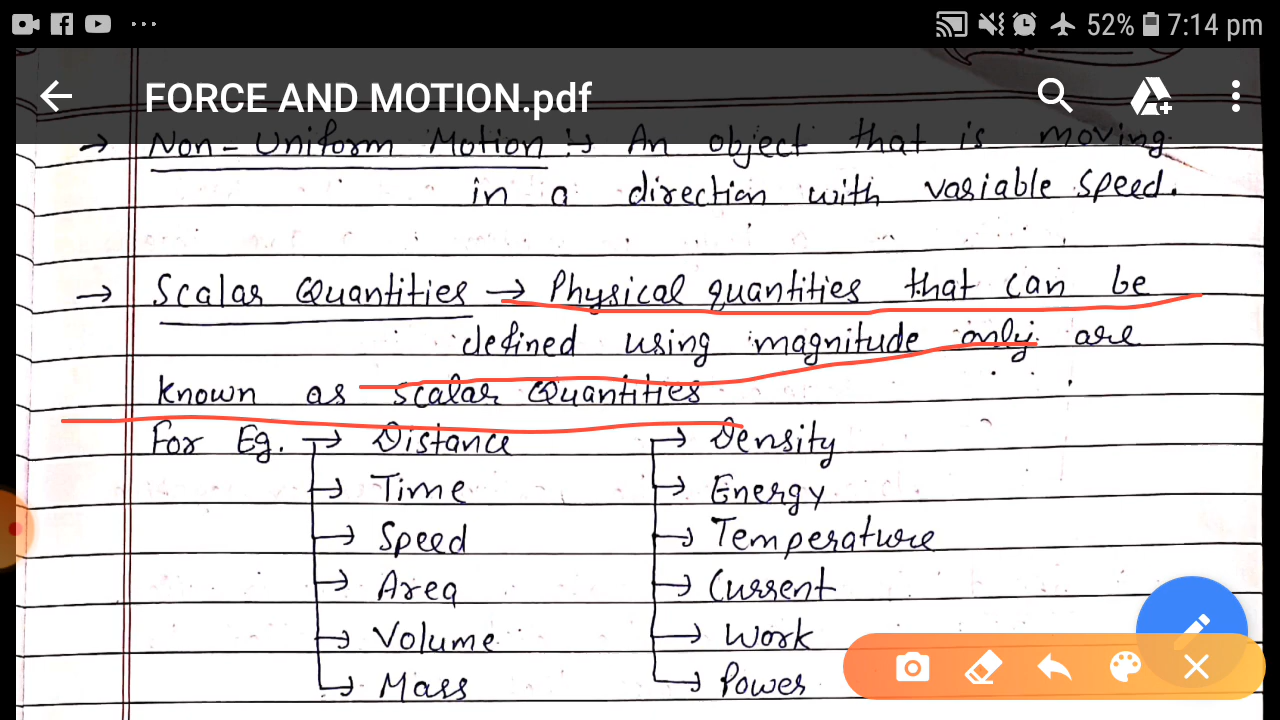 52% 7:14 pm
FORCE AND MOTION.pdf
→ Non-Uniform Motion :→ An object that is moving
in a direction with variable speed.
→ Scalar Quantities → Physical quantities that can be
defined using magnitude only are
known as scalar Quantities
For Eg. → Distance → Density
→ Time → Energy
→ Speed → Temperature
→ Area → Current
→ Volume → Work
→ Mass → Power